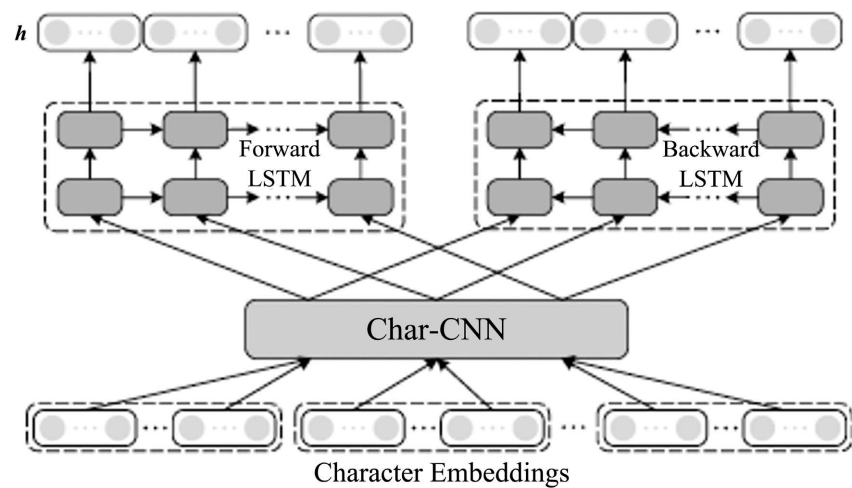 h
Forward
LSTM
Backward
LSTM
Char-CNN
Character Embeddings